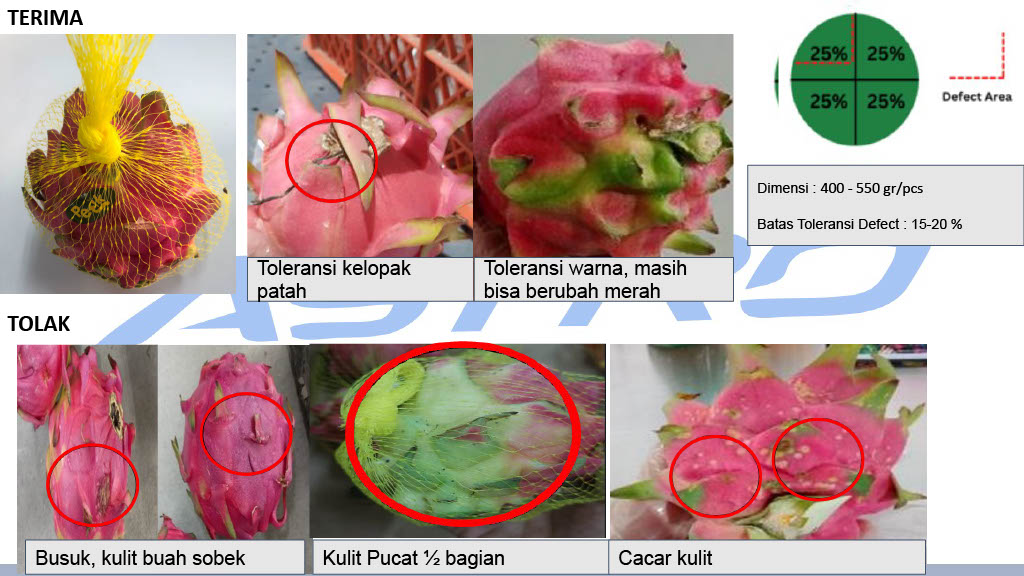 TERIMA
25% 25%
25% 25%
Defect Area
Dimensi : 400 - 550 gr/pcs
Batas Toleransi Defect : 15-20 %
Toleransi kelopak
patah
Toleransi warna, masih
bisa berubah merah
ASTRO
TOLAK
Busuk, kulit buah sobek
Kulit Pucat ½ bagian
Cacar kulit